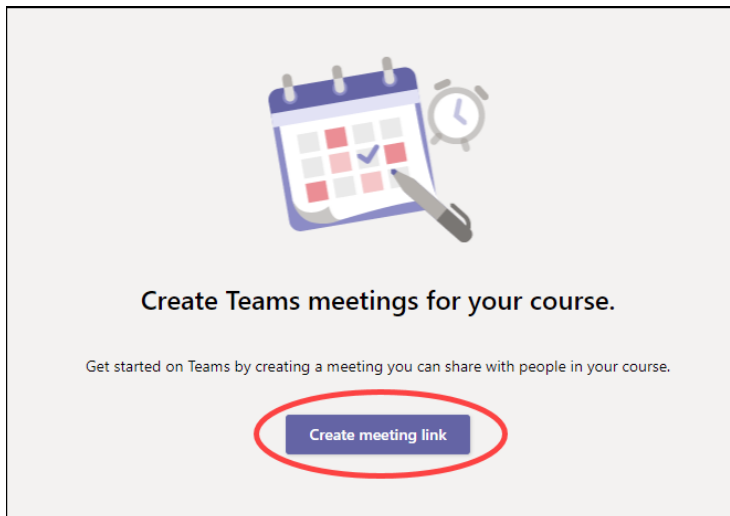 Create Teams meetings for your course.
Get started on Teams by creating a meeting you can share with people in your course.
Create meeting link